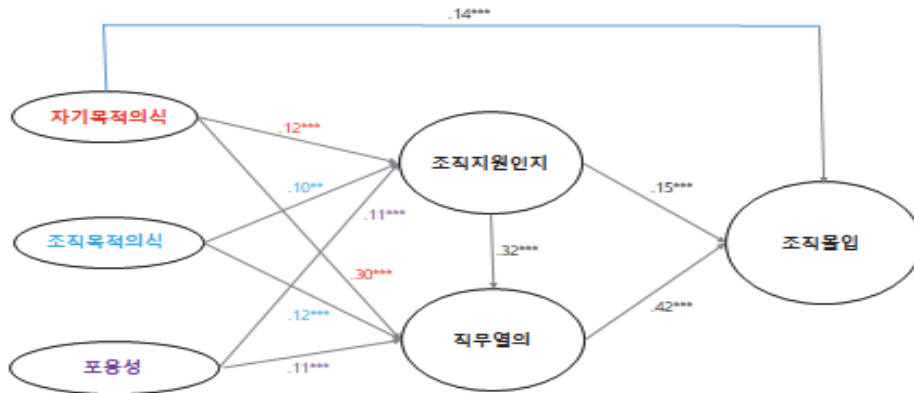 .14***
자기목적의식
.12***
조직지원인지
.10**
.11***
.15***
조직목적의식
조직몰입
.32***
.30***
.12***
.42***
직무열의
포용성
.11***